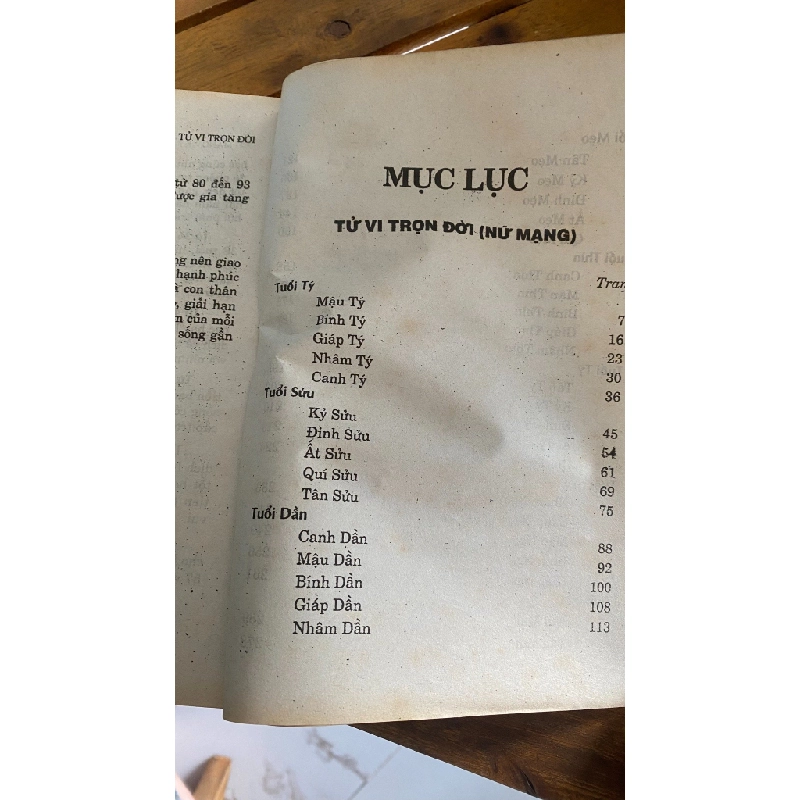 TỬ VI TRỌN ĐỜI
từ 80 đến 93
được gia tăng
nên giao
hạnh phúc
con thân
giải hạn
của mỗi
sống gần
MỤC LỤC
TỬ VI TRỌN ĐỜI (NỮ MẠNG)
Tuổi Tý Tran
Mậu Tý
Bính Tý 7
Giáp Tý 16
Nhâm Tý 23
Canh Tý 30
Tuổi Sửu 36
Kỷ Sửu
Đinh Sửu 45
Ất Sửu 54
Quí Sửu 61
Tân Sửu 69
Tuổi Dần 75
Canh Dần 88
Mậu Dần 92
Bính Dần 100
Giáp Dần 108
Nhâm Dần 113